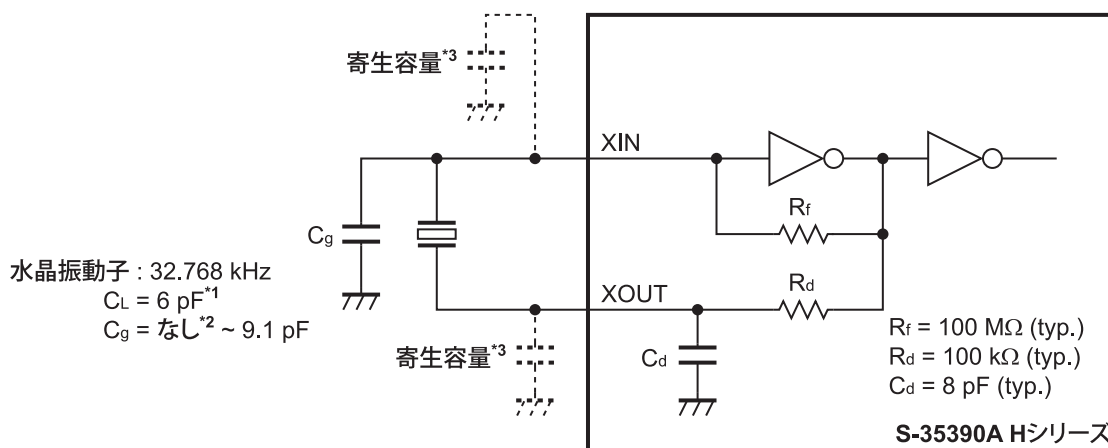 寄生容量*3
XIN
Rf
Cg
水晶振動子 : 32.768 kHz
CL = 6 pF*1
Cg = なし*2 ~ 9.1 pF
XOUT
Rd
寄生容量*3
Cd
Rf = 100 MΩ (typ.)
Rd = 100 kΩ (typ.)
Cd = 8 pF (typ.)
S-35390A Hシリーズ